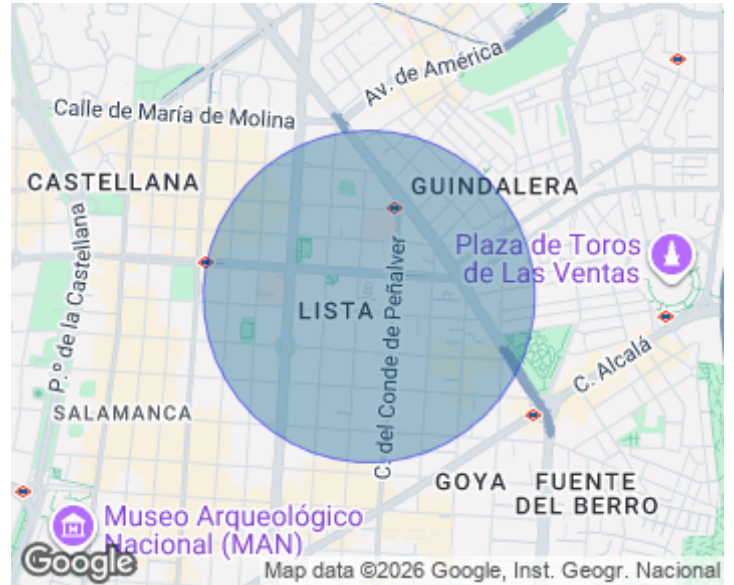 Av. de América
Calle de María de Molina
CASTELLANA
GUINDALERA
Plaza de Toros
de Las Ventas
P.º de la Castellana
LISTA
C. del Conde de Peñalver
C. Alcalá
SALAMANCA
GOYA
FUENTE
DEL BERRO
Museo Arqueológico
Nacional (MAN)
Google
Map data ©2026 Google, Inst. Geogr. Nacional